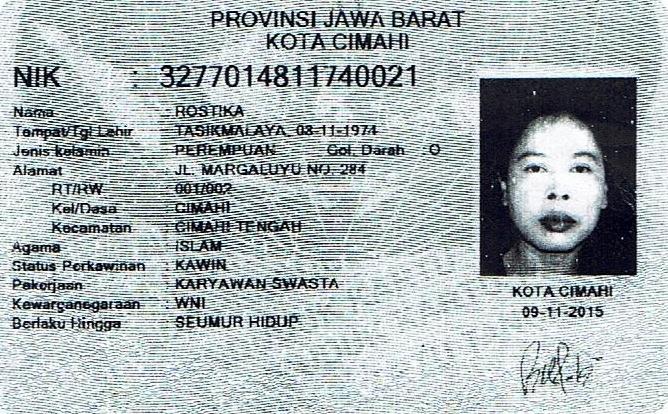 PROVINSI JAWA BARAT
KOTA CIMAHI
NIK : 3277014811740021
Nama : ROSTIKA
Tempat/Tgl Lahir : TASIKMALAYA, 08-11-1974
Jenis kelamin : PEREMPUAN Gol. Darah : O
Alamat : JL. MARGALUYU NO. 284
RT/RW : 001/002
Kel/Desa : CIMAHI
Kecamatan : CIMAHI TENGAH
Agama : ISLAM
Status Perkawinan : KAWIN
Pekerjaan : KARYAWAN SWASTA
Kewarganegaraan : WNI
Berlaku Hingga : SEUMUR HIDUP
KOTA CIMAHI
09-11-2015